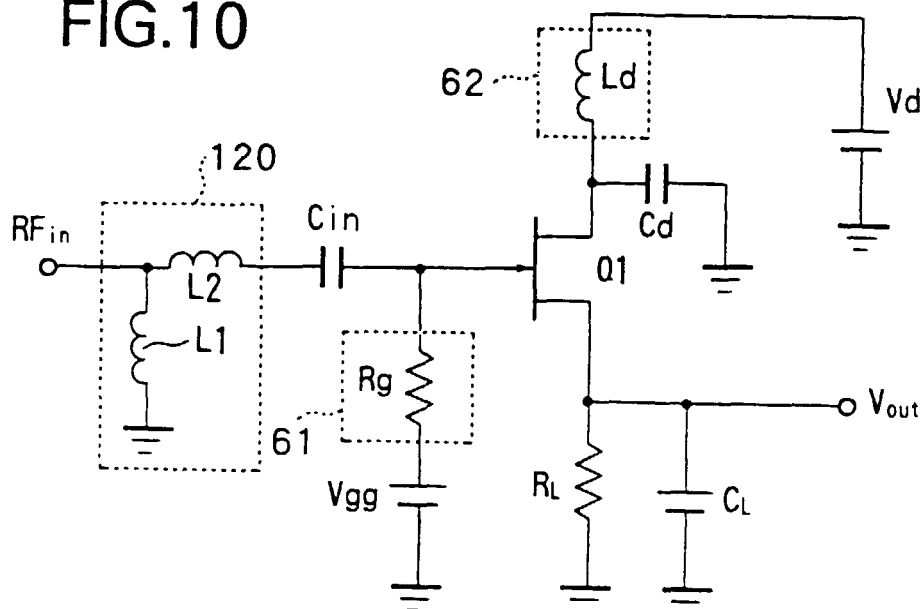 FIG.10
62
Ld
Vd
120
RFin
Cin
Cd
L2
Q1
L1
Rg
61
Vgg
RL
CL
Vout